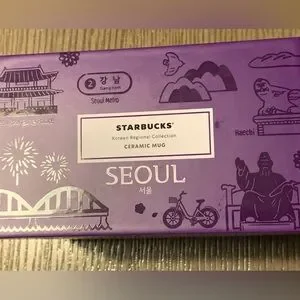 2 강남
Gangnam
Seoul Metro
STARBUCKS®
Korean Regional Collection
CERAMIC MUG
Haechi
SEOUL
서울